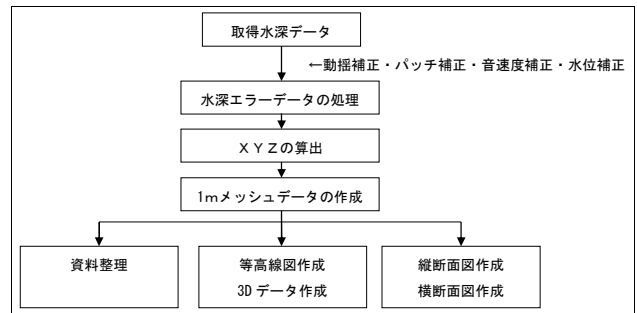 取得水深データ
←動揺補正・パッチ補正・音速度補正・水位補正
水深エラーデータの処理
ＸＹＺの算出
1ｍメッシュデータの作成
資料整理
等高線図作成
3D データ作成
縦断面図作成
横断面図作成